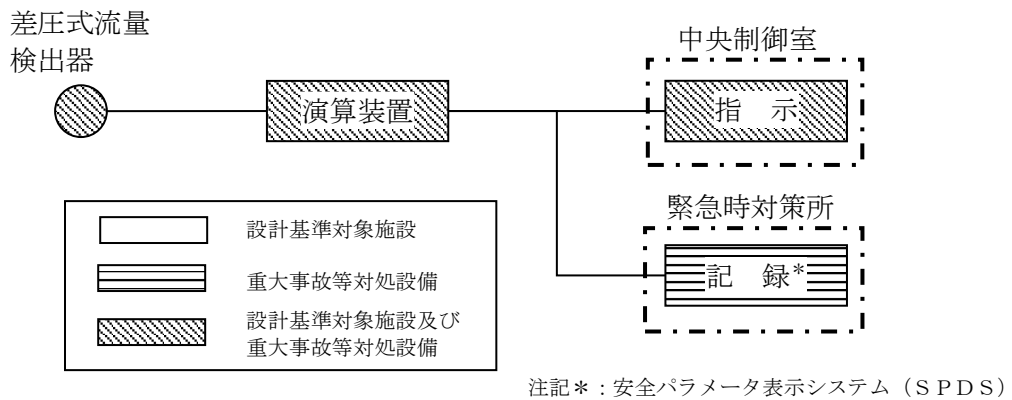 差圧式流量
検出器
演算装置
中央制御室
指　示
緊急時対策所
記　録*
設計基準対象施設
重大事故等対処設備
設計基準対象施設及び
重大事故等対処設備
注記＊：安全パラメータ表示システム（ＳＰＤＳ）